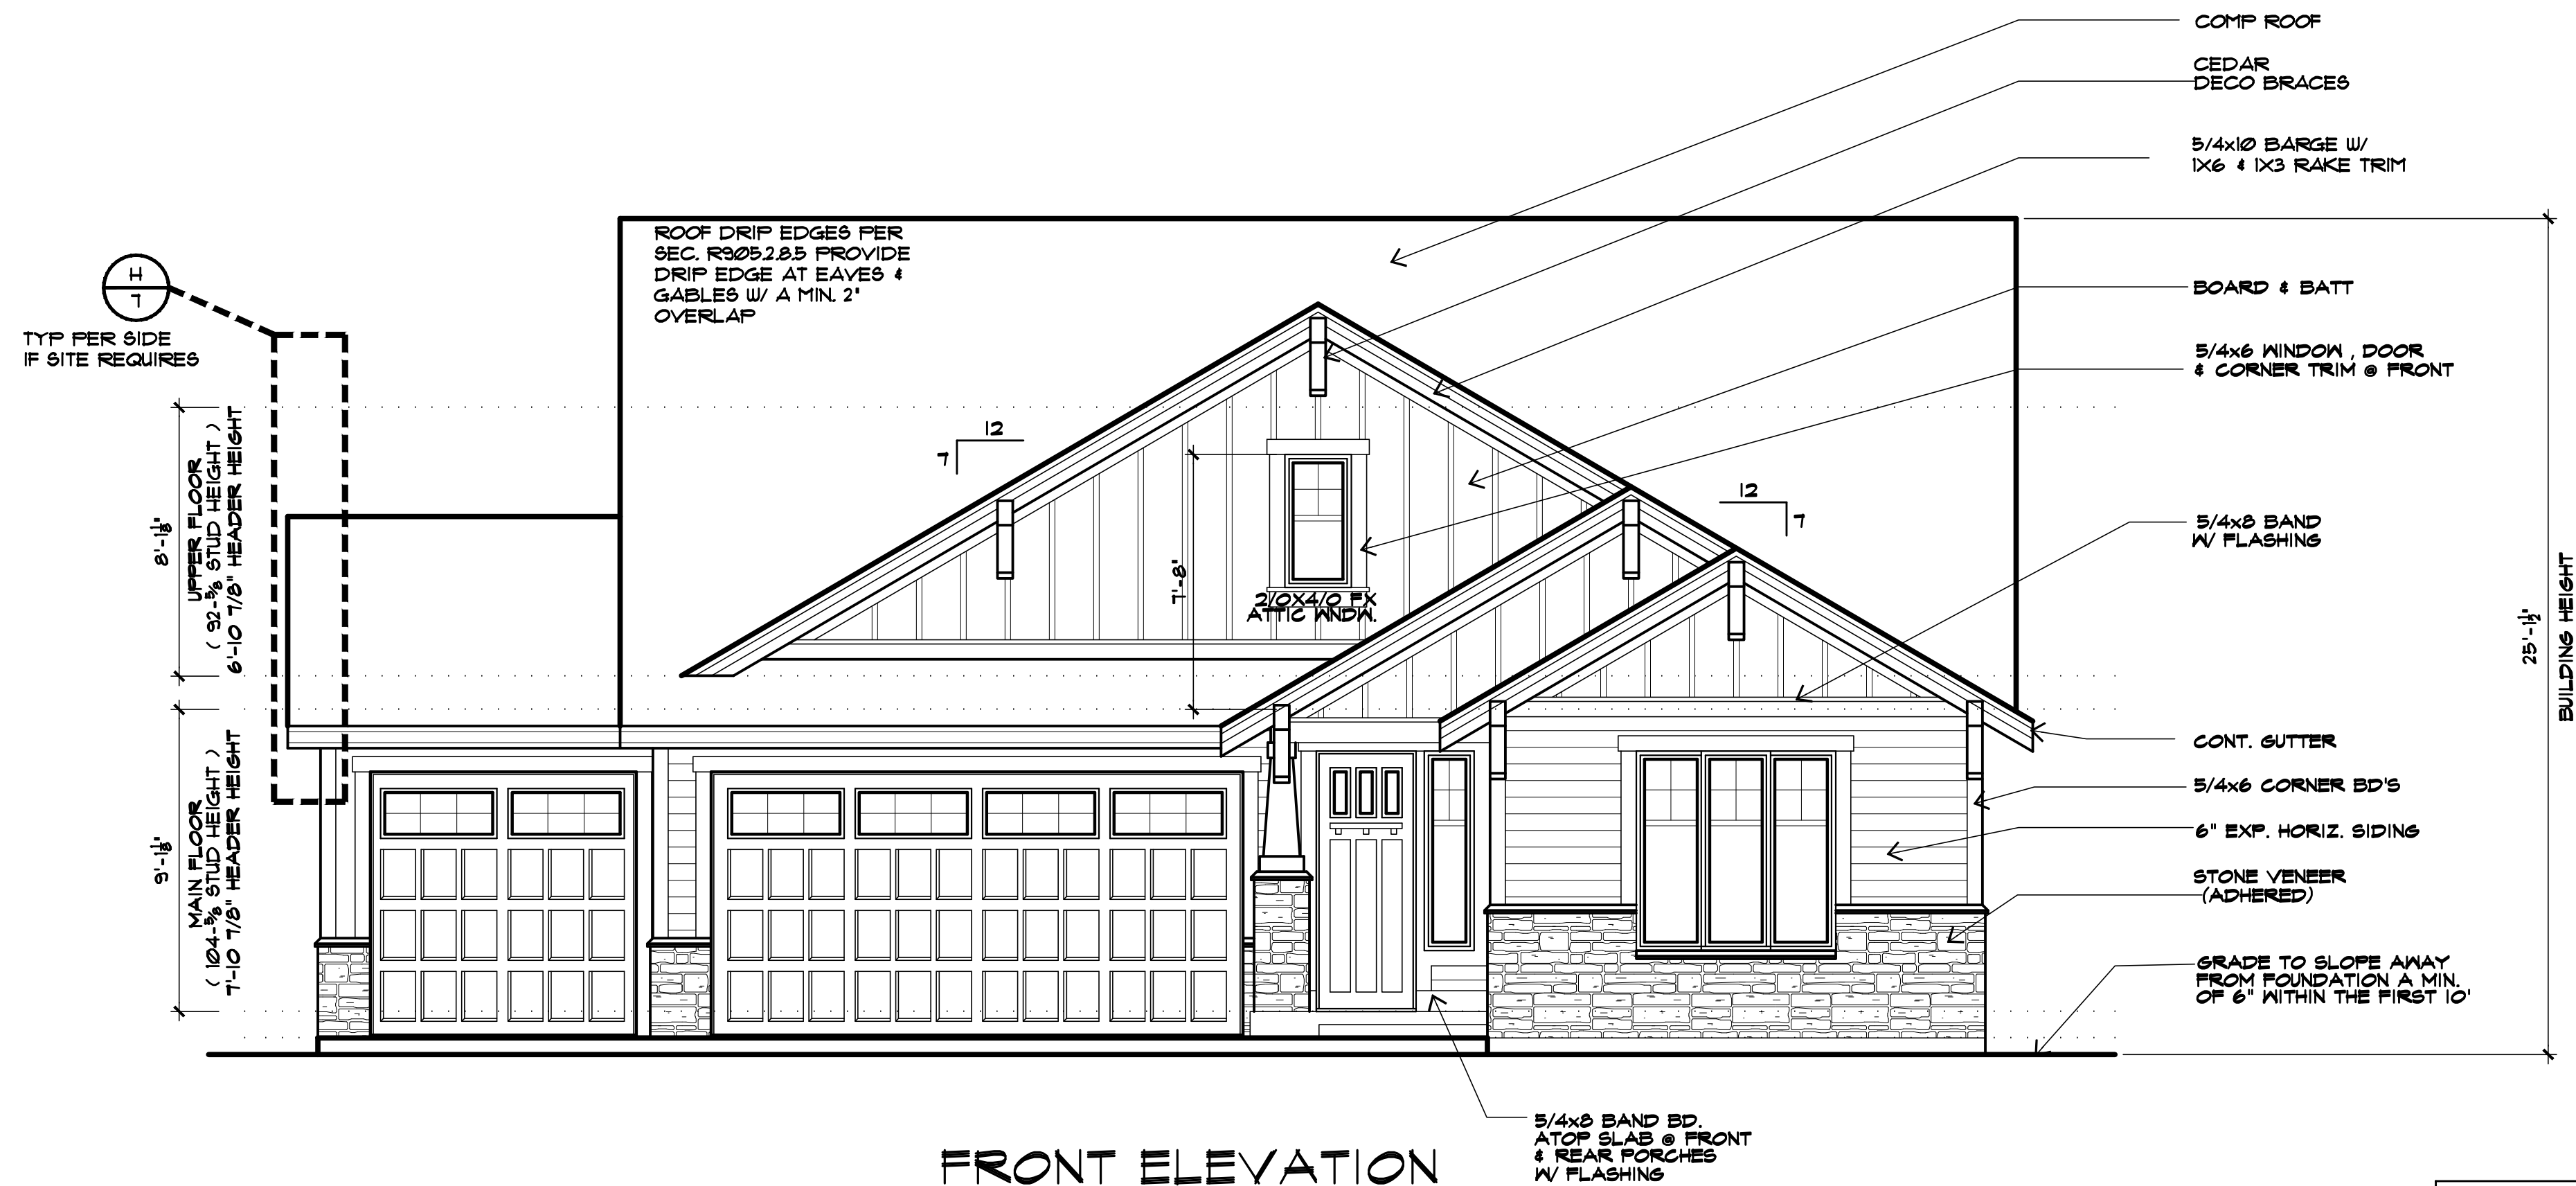 COMP ROOF
CEDAR
DECO BRACES
5/4x10 BARGE W/
1X6 & 1X3 RAKE TRIM
ROOF DRIP EDGES PER
SEC. R905.2.8.5 PROVIDE
DRIP EDGE AT EAVES &
GABLES W/ A MIN. 2"
OVERLAP
H
7
TYP PER SIDE
IF SITE REQUIRES
BOARD & BATT
5/4x6 WINDOW , DOOR
& CORNER TRIM @ FRONT
12
7
12
7
5/4x8 BAND
W/ FLASHING
8'-1⅛"
UPPER FLOOR
( 92-⅝ STUD HEIGHT )
6'-10 7/8" HEADER HEIGHT
7'-8"
2/0X4/0 FX
ATTIC WNDW.
25'-1½"
BUILDING HEIGHT
CONT. GUTTER
5/4x6 CORNER BD'S
6" EXP. HORIZ. SIDING
STONE VENEER
(ADHERED)
9'-1⅛"
MAIN FLOOR
( 104-⅝ STUD HEIGHT )
7'-10 7/8" HEADER HEIGHT
GRADE TO SLOPE AWAY
FROM FOUNDATION A MIN.
OF 6" WITHIN THE FIRST 10'
5/4x8 BAND BD.
ATOP SLAB @ FRONT
& REAR PORCHES
W/ FLASHING
FRONT ELEVATION